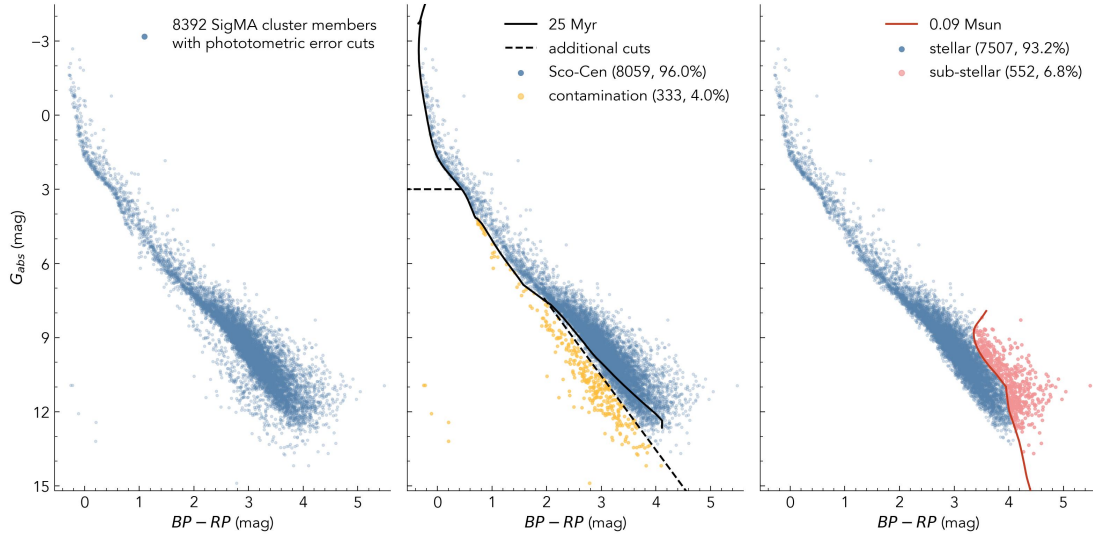 8392 SigMA cluster members
with phototometric error cuts
25 Myr
additional cuts
Sco-Cen (8059, 96.0%)
contamination (333, 4.0%)
0.09 Msun
stellar (7507, 93.2%)
sub-stellar (552, 6.8%)
G_abs (mag)
−3
0
3
6
9
12
15
0 1 2 3 4 5
0 1 2 3 4 5
0 1 2 3 4 5
BP − RP (mag)
BP − RP (mag)
BP − RP (mag)